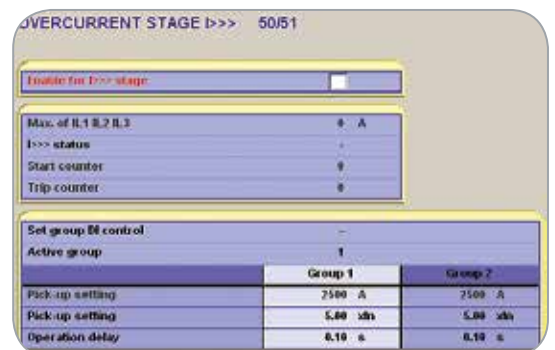 OVERCURRENT STAGE I>>> 50/51
Enable for I>>> stage
Max. of IL1 IL2 IL3 0 A
I>>> status -
Start counter 0
Trip counter 0
Set group DI control -
Active group 1
Group 1 Group 2
Pick-up setting 2500 A 2500 A
Pick-up setting 5.00 xIn 5.00 xIn
Operation delay 0.10 s 0.10 s